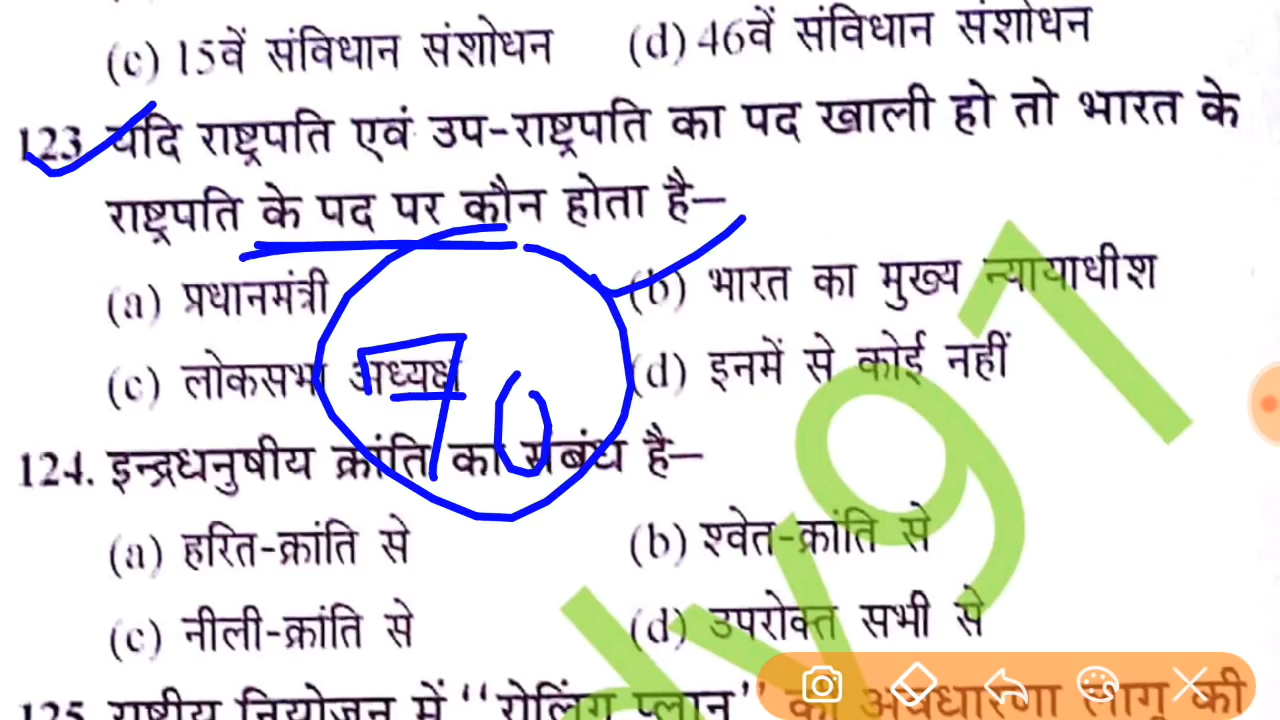 (c) 15वें संविधान संशोधन (d) 46वें संविधान संशोधन
123 यदि राष्ट्रपति एवं उप-राष्ट्रपति का पद खाली हो तो भारत के
राष्ट्रपति के पद पर कौन होता है–
(a) प्रधानमंत्री (b) भारत का मुख्य न्यायाधीश
(c) लोकसभा अध्यक्ष (d) इनमें से कोई नहीं
70
124. इन्द्रधनुषीय क्रांति का संबंध है–
(a) हरित-क्रांति से (b) श्वेत-क्रांति से
(c) नीली-क्रांति से (d) उपरोक्त सभी से
125 राष्ट्रीय नियोजन में ‘‘रोलिंग प्लान’’ की अवधारणा लागू की
dy91